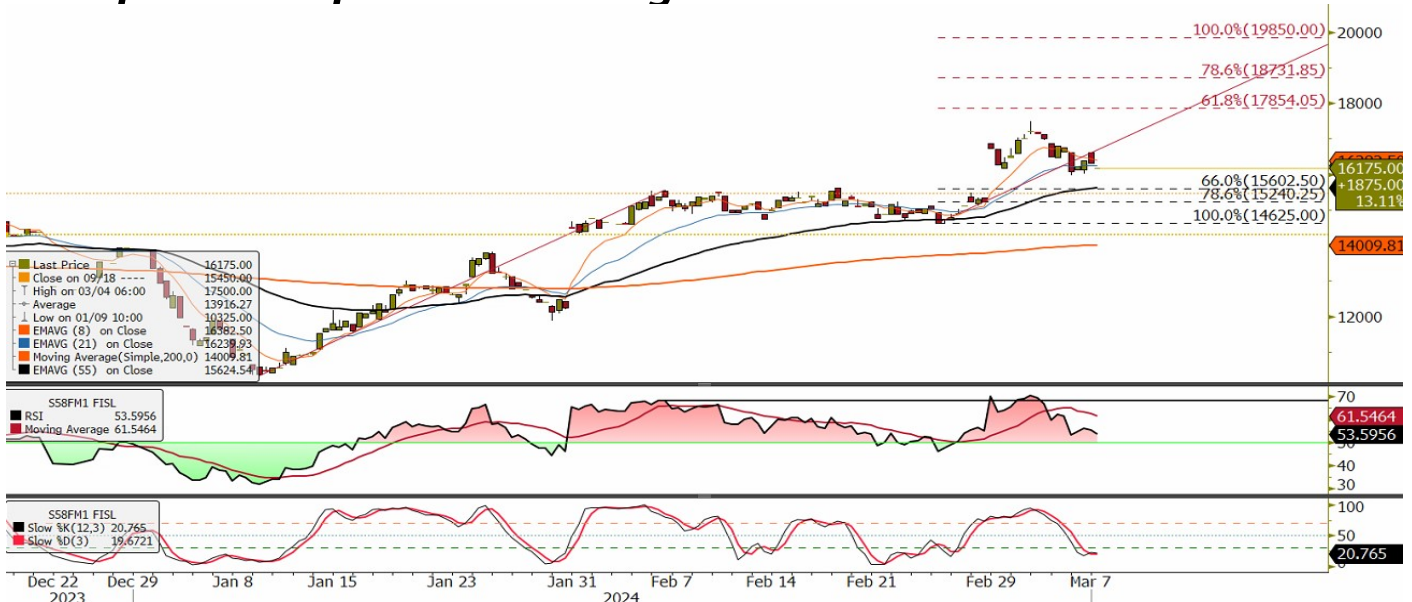 100.0%(19850.00)
20000
78.6%(18731.85)
61.8%(17854.05)
18000
16175.00
+1875.00
13.11%
66.0%(15602.50)
78.6%(15240.25)
100.0%(14625.00)
14009.81
12000
Last Price 16175.00
Close on 09/18 ----- 15450.00
High on 03/04 06:00 17500.00
Average 13916.27
Low on 01/09 10:00 10325.00
EMAVG (8) on Close 16382.50
EMAVG (21) on Close 16239.93
Moving Average(Simple,200,0) 14009.81
EMAVG (55) on Close 15624.54
S58FM1 FISL
RSI 53.5956
Moving Average 61.5464
70
61.5464
53.5956
40
30
S58FM1 FISL
Slow %K(12,3) 20.765
Slow %D(3) 19.6721
100
50
20.765
Dec 22 Dec 29 Jan 8 Jan 15 Jan 23 Jan 31 Feb 7 Feb 14 Feb 21 Feb 29 Mar 7
2023 2024